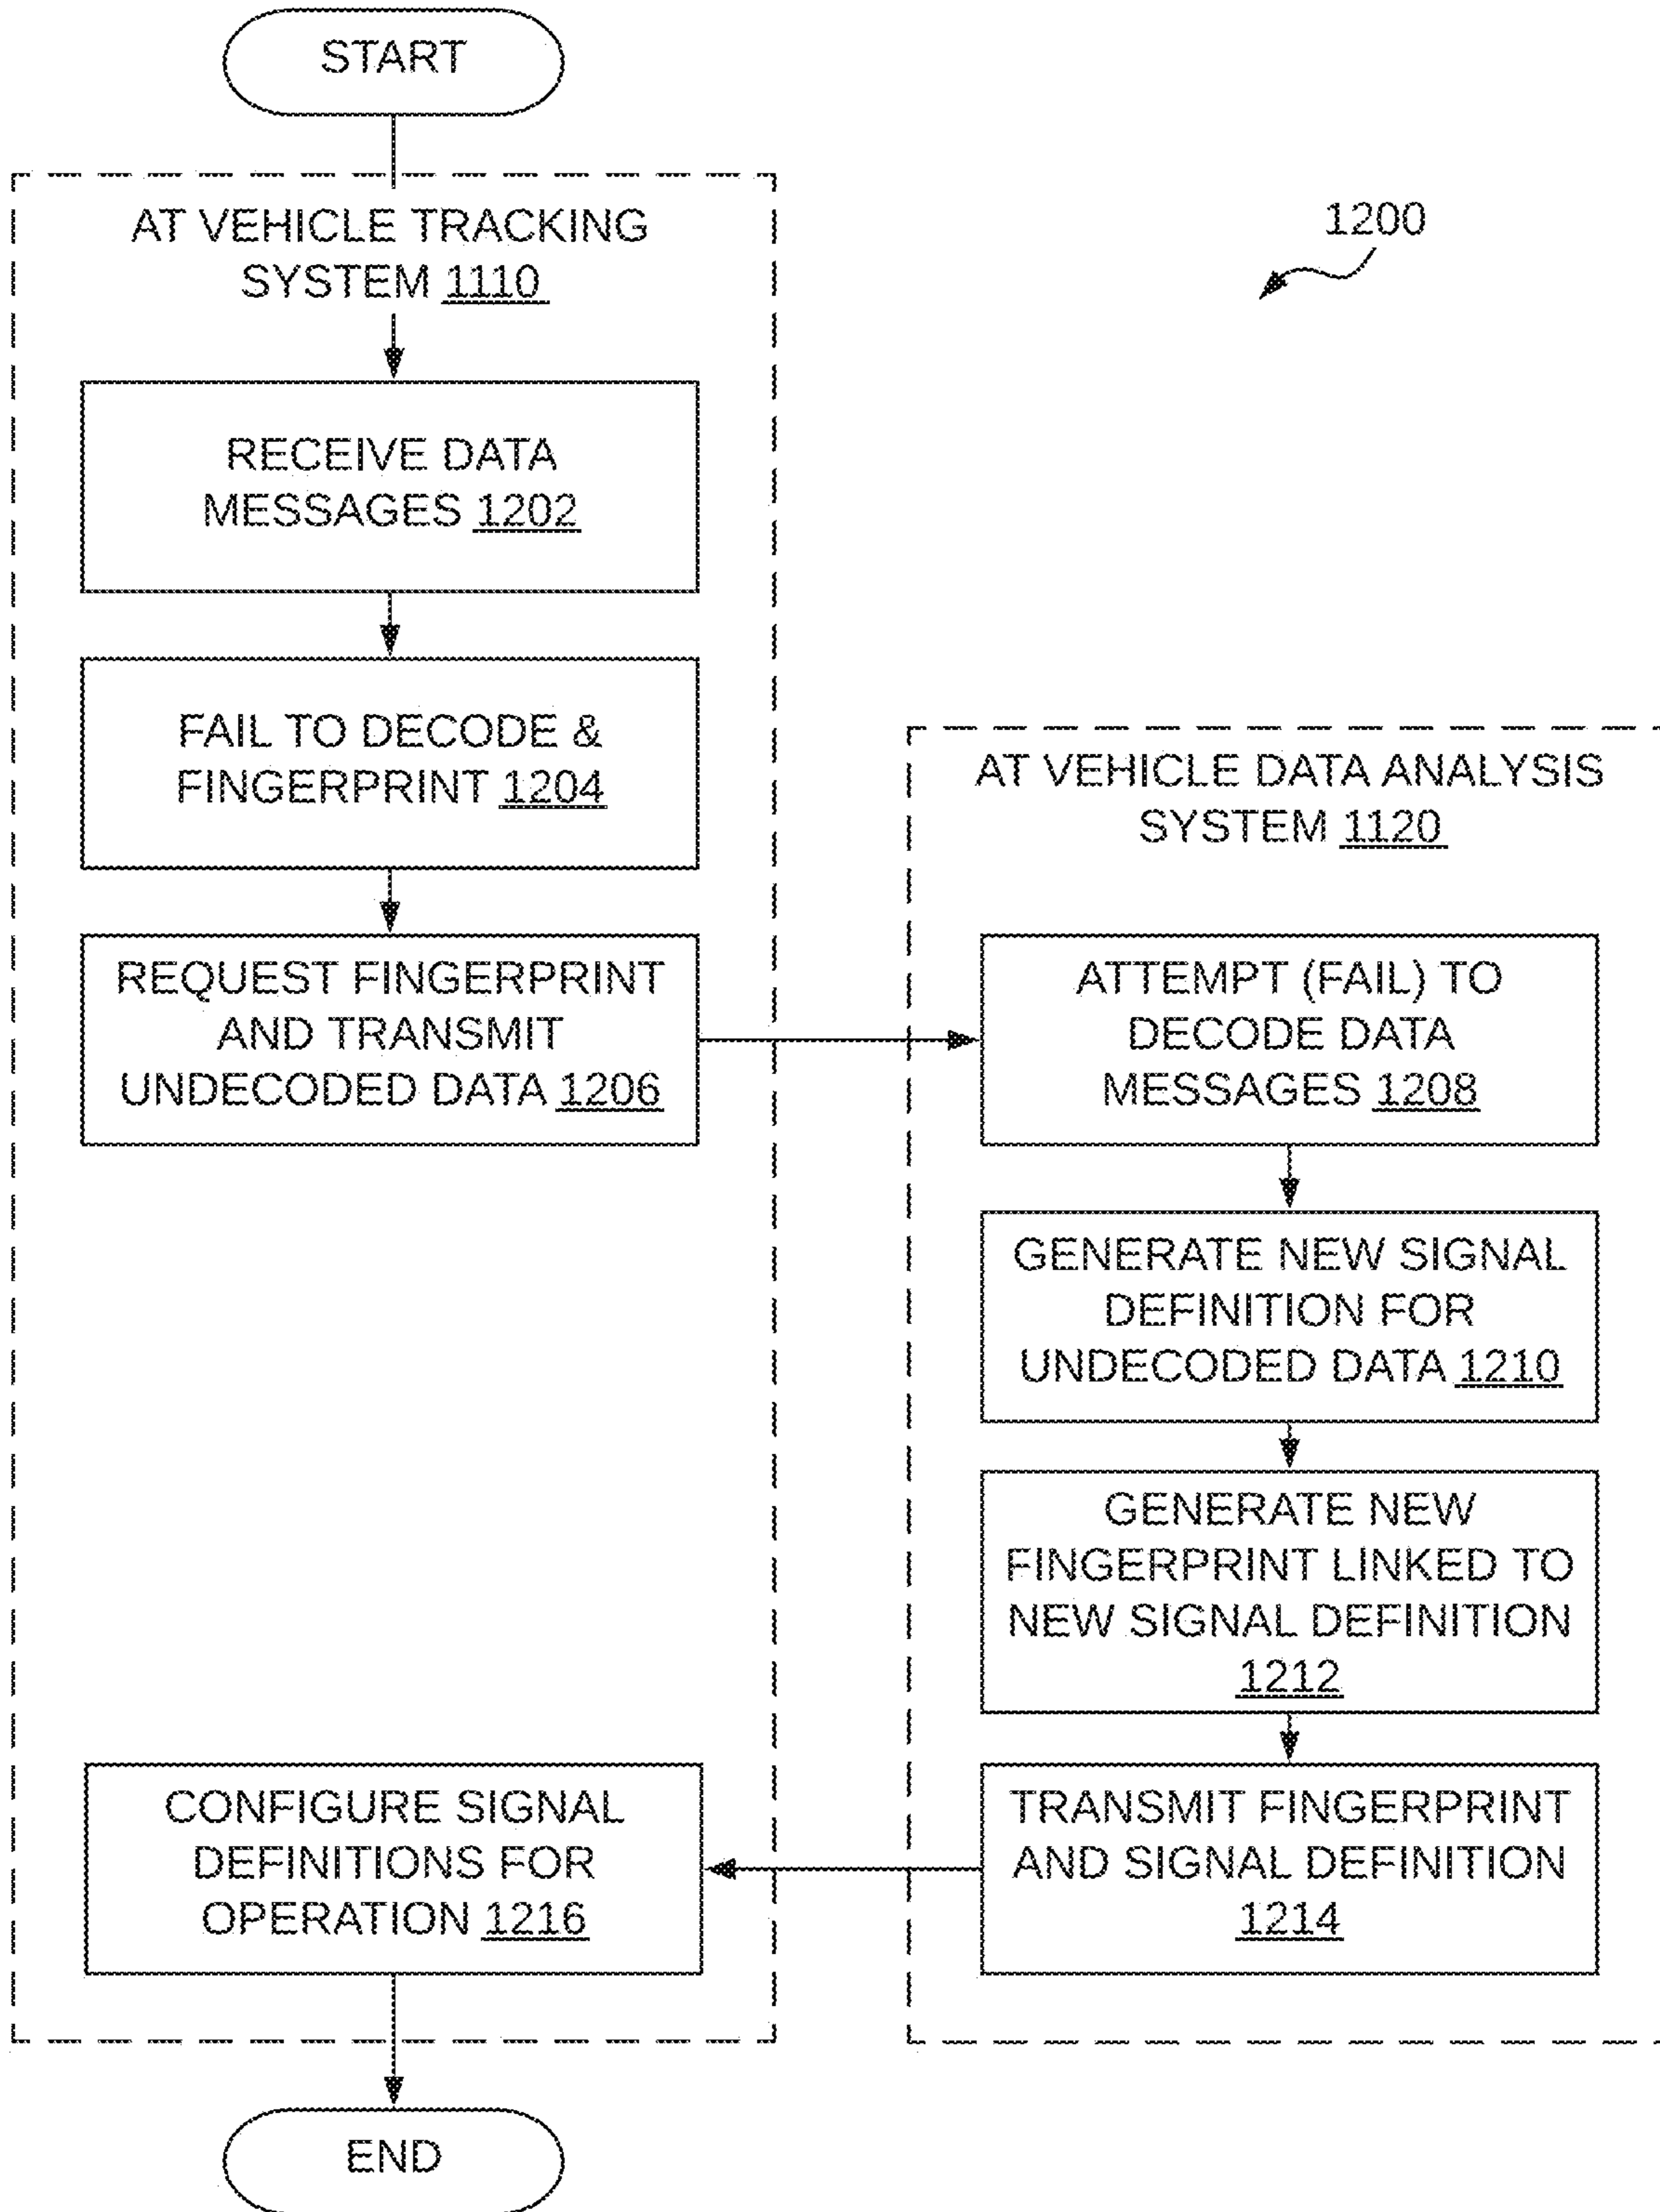 START
AT VEHICLE TRACKING
SYSTEM 1110
1200
RECEIVE DATA
MESSAGES 1202
FAIL TO DECODE &
FINGERPRINT 1204
REQUEST FINGERPRINT
AND TRANSMIT
UNDECODED DATA 1206
AT VEHICLE DATA ANALYSIS
SYSTEM 1120
ATTEMPT (FAIL) TO
DECODE DATA
MESSAGES 1208
GENERATE NEW SIGNAL
DEFINITION FOR
UNDECODED DATA 1210
GENERATE NEW
FINGERPRINT LINKED TO
NEW SIGNAL DEFINITION
1212
TRANSMIT FINGERPRINT
AND SIGNAL DEFINITION
1214
CONFIGURE SIGNAL
DEFINITIONS FOR
OPERATION 1216
END